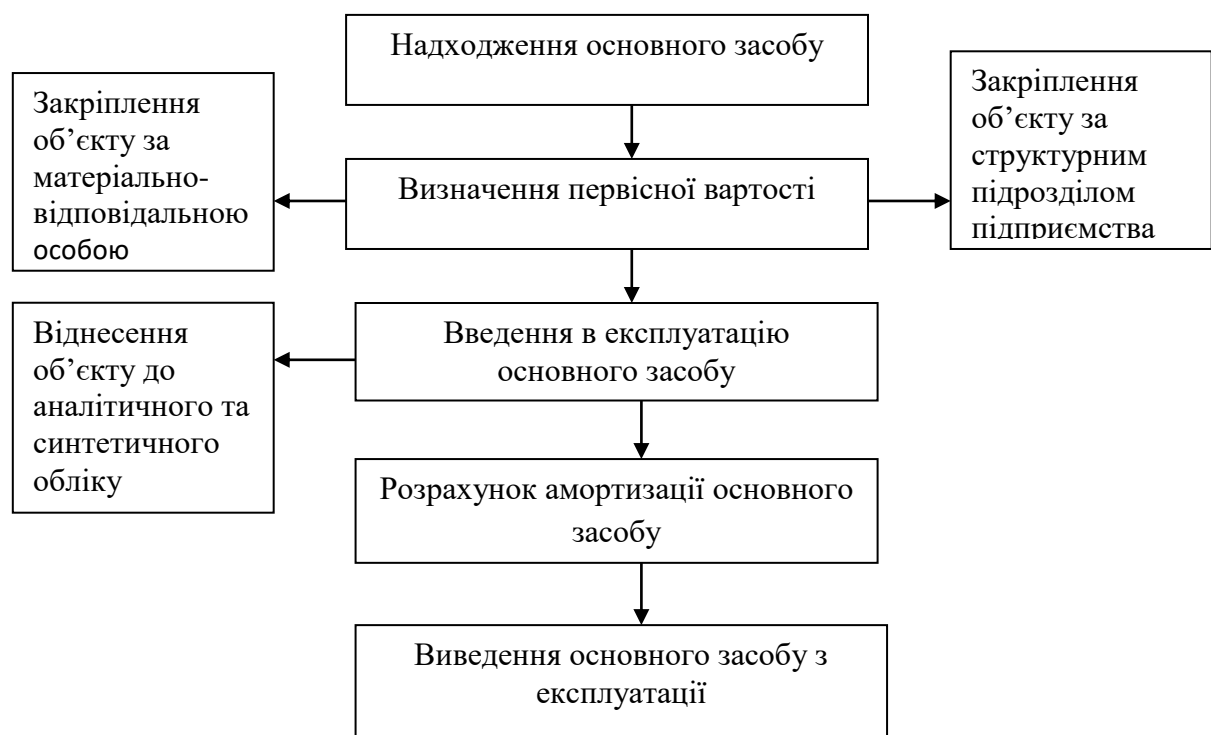 Надходження основного засобу
Закріплення
об’єкту за
матеріально-
відповідальною
особою
Визначення первісної вартості
Закріплення
об’єкту за
структурним
підрозділом
підприємства
Віднесення
об’єкту до
аналітичного та
синтетичного
обліку
Введення в експлуатацію
основного засобу
Розрахунок амортизації основного
засобу
Виведення основного засобу з
експлуатації